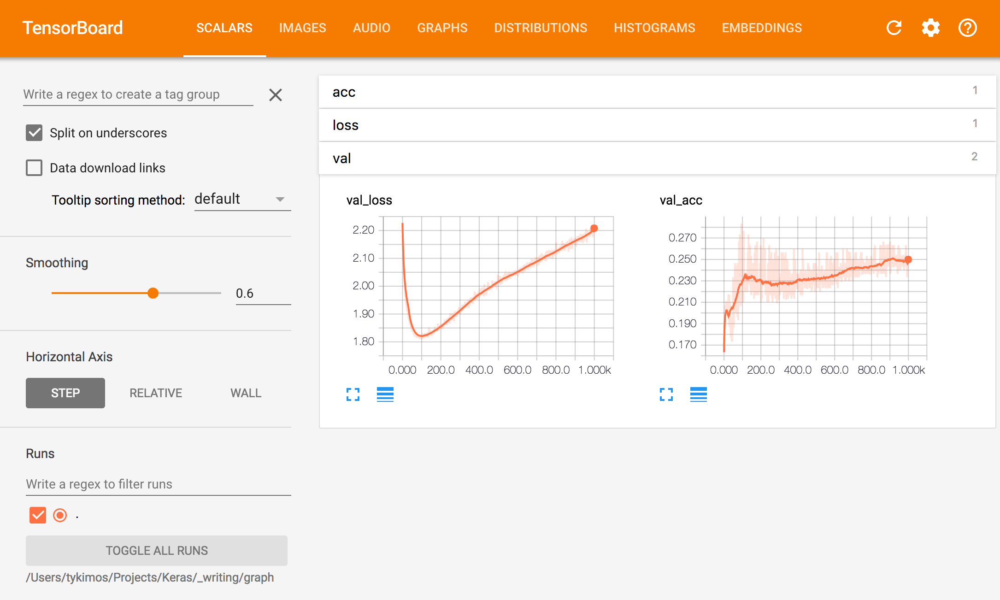 TensorBoard SCALARS IMAGES AUDIO GRAPHS DISTRIBUTIONS HISTOGRAMS EMBEDDINGS
Write a regex to create a tag group
Split on underscores
Data download links
Tooltip sorting method: default
Smoothing
0.6
Horizontal Axis
STEP RELATIVE WALL
Runs
Write a regex to filter runs
.
TOGGLE ALL RUNS
/Users/tykimos/Projects/Keras/_writing/graph
acc 1
loss 1
val 2
val_loss
2.20
2.10
2.00
1.90
1.80
0.000 200.0 400.0 600.0 800.0 1.000k
val_acc
0.270
0.250
0.230
0.210
0.190
0.170
0.000 200.0 400.0 600.0 800.0 1.000k